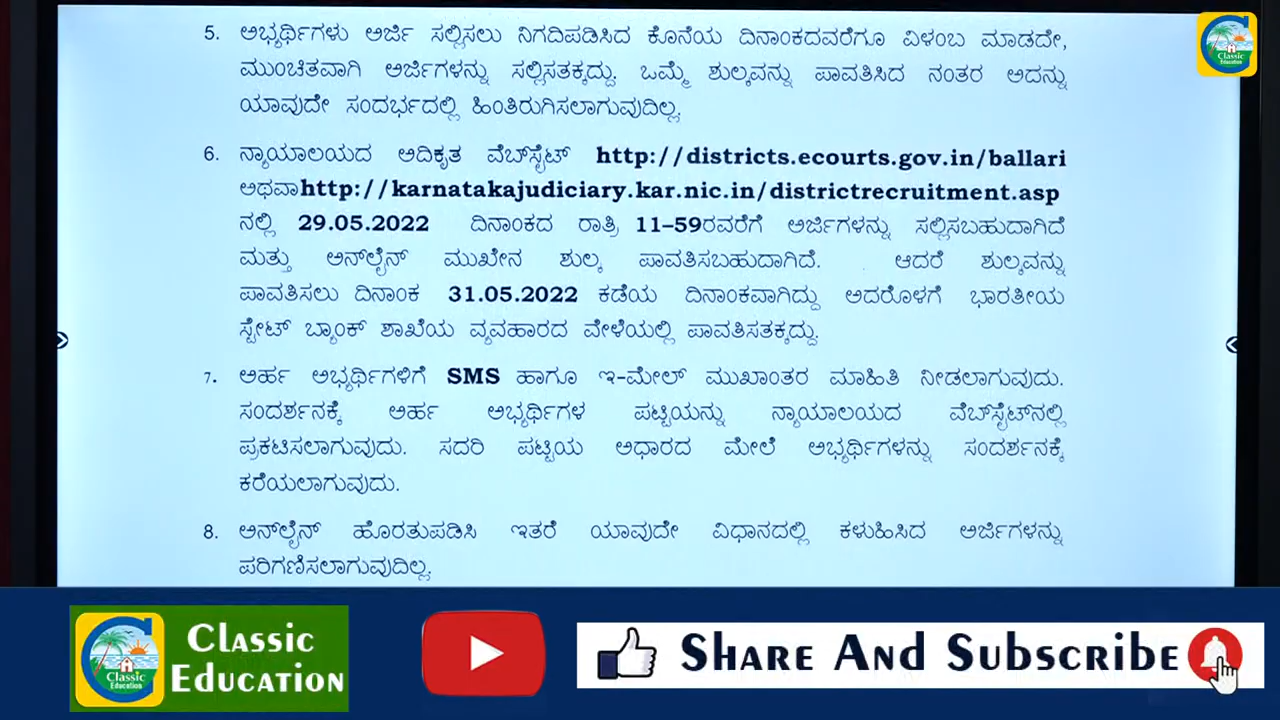 5. ಅಭ್ಯರ್ಥಿಗಳು ಅರ್ಜಿ ಸಲ್ಲಿಸಲು ನಿಗದಿಪಡಿಸಿದ ಕೊನೆಯ ದಿನಾಂಕದವರೆಗೂ ವಿಳಂಬ ಮಾಡದೇ,
ಮುಂಚಿತವಾಗಿ ಅರ್ಜಿಗಳನ್ನು ಸಲ್ಲಿಸತಕ್ಕದ್ದು. ಒಮ್ಮೆ ಶುಲ್ಕವನ್ನು ಪಾವತಿಸಿದ ನಂತರ ಅದನ್ನು
ಯಾವುದೇ ಸಂದರ್ಭದಲ್ಲಿ ಹಿಂತಿರುಗಿಸಲಾಗುವುದಿಲ್ಲ.
6. ನ್ಯಾಯಾಲಯದ ಅಧಿಕೃತ ವೆಬ್‌ಸೈಟ್ http://districts.ecourts.gov.in/ballari
ಅಥವಾhttp://karnatakajudiciary.kar.nic.in/districtrecruitment.asp
ನಲ್ಲಿ 29.05.2022 ದಿನಾಂಕದ ರಾತ್ರಿ 11–59ರವರೆಗೆ ಅರ್ಜಿಗಳನ್ನು ಸಲ್ಲಿಸಬಹುದಾಗಿದೆ
ಮತ್ತು ಆನ್‌ಲೈನ್ ಮುಖೇನ ಶುಲ್ಕ ಪಾವತಿಸಬಹುದಾಗಿದೆ. ಆದರೆ ಶುಲ್ಕವನ್ನು
ಪಾವತಿಸಲು ದಿನಾಂಕ 31.05.2022 ಕಡೆಯ ದಿನಾಂಕವಾಗಿದ್ದು ಅದರೊಳಗೆ ಭಾರತೀಯ
ಸ್ಟೇಟ್ ಬ್ಯಾಂಕ್ ಶಾಖೆಯ ವ್ಯವಹಾರದ ವೇಳೆಯಲ್ಲಿ ಪಾವತಿಸತಕ್ಕದ್ದು.
7. ಅರ್ಹ ಅಭ್ಯರ್ಥಿಗಳಿಗೆ SMS ಹಾಗೂ ಇ-ಮೇಲ್ ಮುಖಾಂತರ ಮಾಹಿತಿ ನೀಡಲಾಗುವುದು.
ಸಂದರ್ಶನಕ್ಕೆ ಅರ್ಹ ಅಭ್ಯರ್ಥಿಗಳ ಪಟ್ಟಿಯನ್ನು ನ್ಯಾಯಾಲಯದ ವೆಬ್‌ಸೈಟ್‌ನಲ್ಲಿ
ಪ್ರಕಟಿಸಲಾಗುವುದು. ಸದರಿ ಪಟ್ಟಿಯ ಆಧಾರದ ಮೇಲೆ ಅಭ್ಯರ್ಥಿಗಳನ್ನು ಸಂದರ್ಶನಕ್ಕೆ
ಕರೆಯಲಾಗುವುದು.
8. ಆನ್‌ಲೈನ್ ಹೊರತುಪಡಿಸಿ ಇತರೆ ಯಾವುದೇ ವಿಧಾನದಲ್ಲಿ ಕಳುಹಿಸಿದ ಅರ್ಜಿಗಳನ್ನು
ಪರಿಗಣಿಸಲಾಗುವುದಿಲ್ಲ.
Classic
Education
Classic
Education
Classic
Education
Share And Subscribe